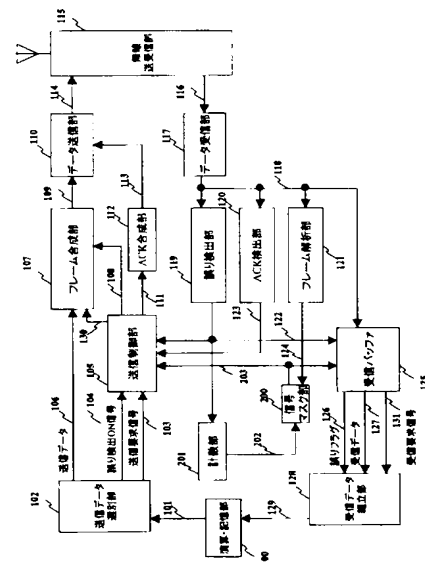 115
無線
送受信部
114
116
110
データ送信部
117
データ受信部
109
113
118
112
ACK合成部
107
フレーム合成部
108
111
119
誤り検出部
120
ACK検出部
121
フレーム解析部
130
123
122
124
105
送信制御部
203
200
信号
マスク部
受信バッファ
125
106
送信データ
104
誤り検出ON信号
103
送信要求信号
201
計数部
202
126
誤りフラグ
127
受信データ
131
受信要求信号
102
送信データ
選別部
101
演算・記憶部
129
128
受信データ
組立部